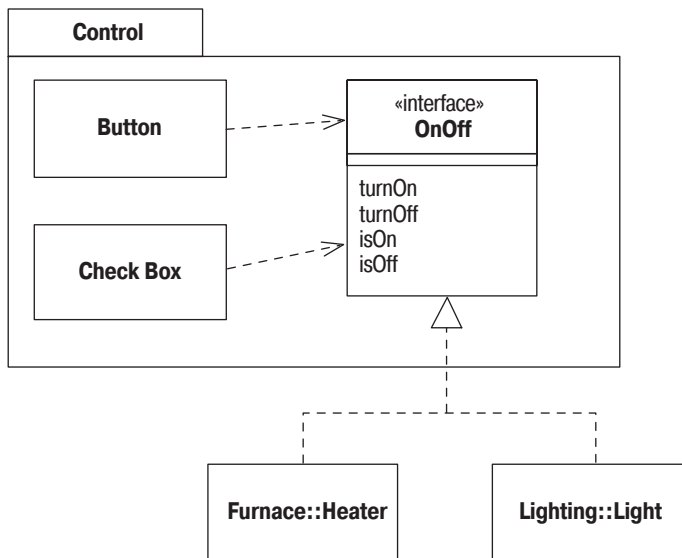 Control
Button
«interface»
OnOff
turnOn
turnOff
isOn
isOff
Check Box
Furnace::Heater
Lighting::Light